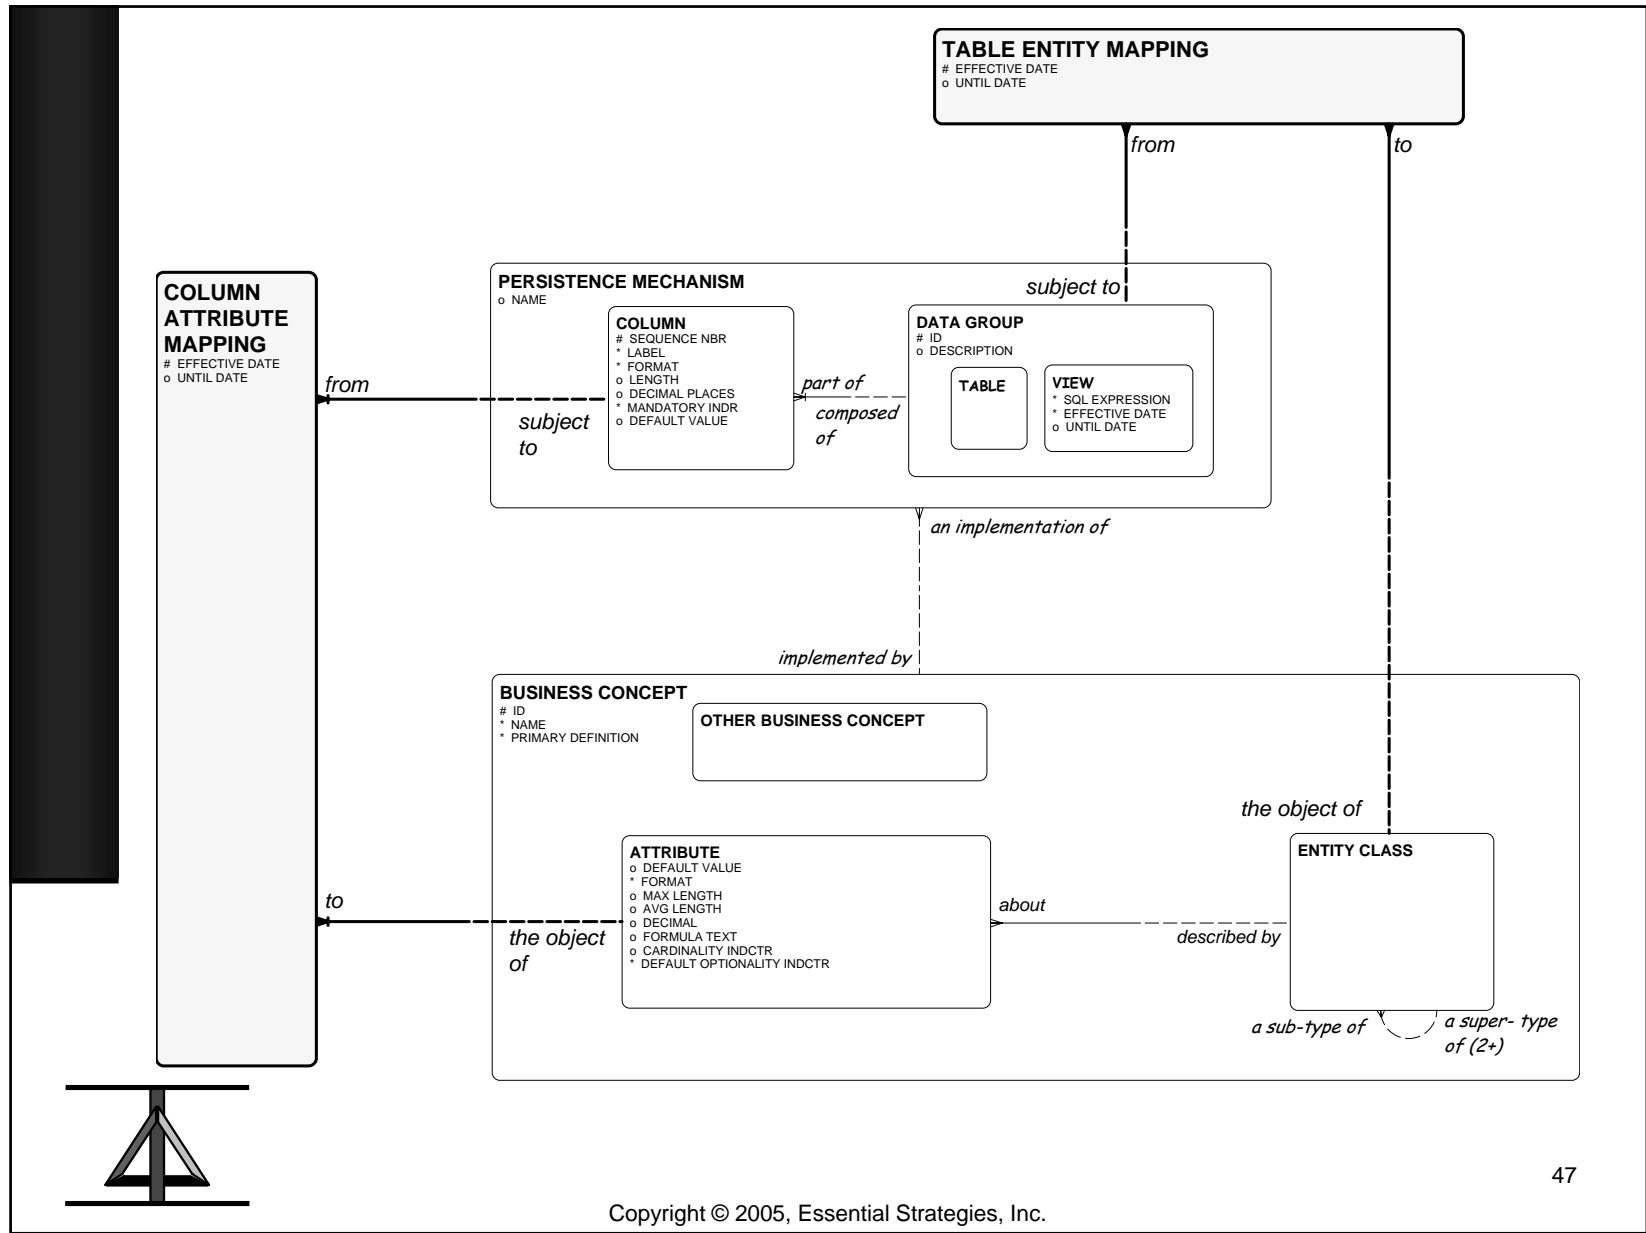 TABLE ENTITY MAPPING
# EFFECTIVE DATE
o UNTIL DATE
from
to
COLUMN
ATTRIBUTE
MAPPING
# EFFECTIVE DATE
o UNTIL DATE
from
subject
to
PERSISTENCE MECHANISM
o NAME
subject to
COLUMN
# SEQUENCE NBR
* LABEL
* FORMAT
o LENGTH
o DECIMAL PLACES
* MANDATORY INDR
o DEFAULT VALUE
part of
composed
of
DATA GROUP
# ID
o DESCRIPTION
TABLE
VIEW
* SQL EXPRESSION
* EFFECTIVE DATE
o UNTIL DATE
an implementation of
implemented by
BUSINESS CONCEPT
# ID
* NAME
* PRIMARY DEFINITION
OTHER BUSINESS CONCEPT
the object of
to
the object
of
ATTRIBUTE
o DEFAULT VALUE
* FORMAT
o MAX LENGTH
o AVG LENGTH
o DECIMAL
o FORMULA TEXT
o CARDINALITY INDCTR
* DEFAULT OPTIONALITY INDCTR
about
described by
ENTITY CLASS
a sub-type of
a super- type
of (2+)
47
Copyright © 2005, Essential Strategies, Inc.